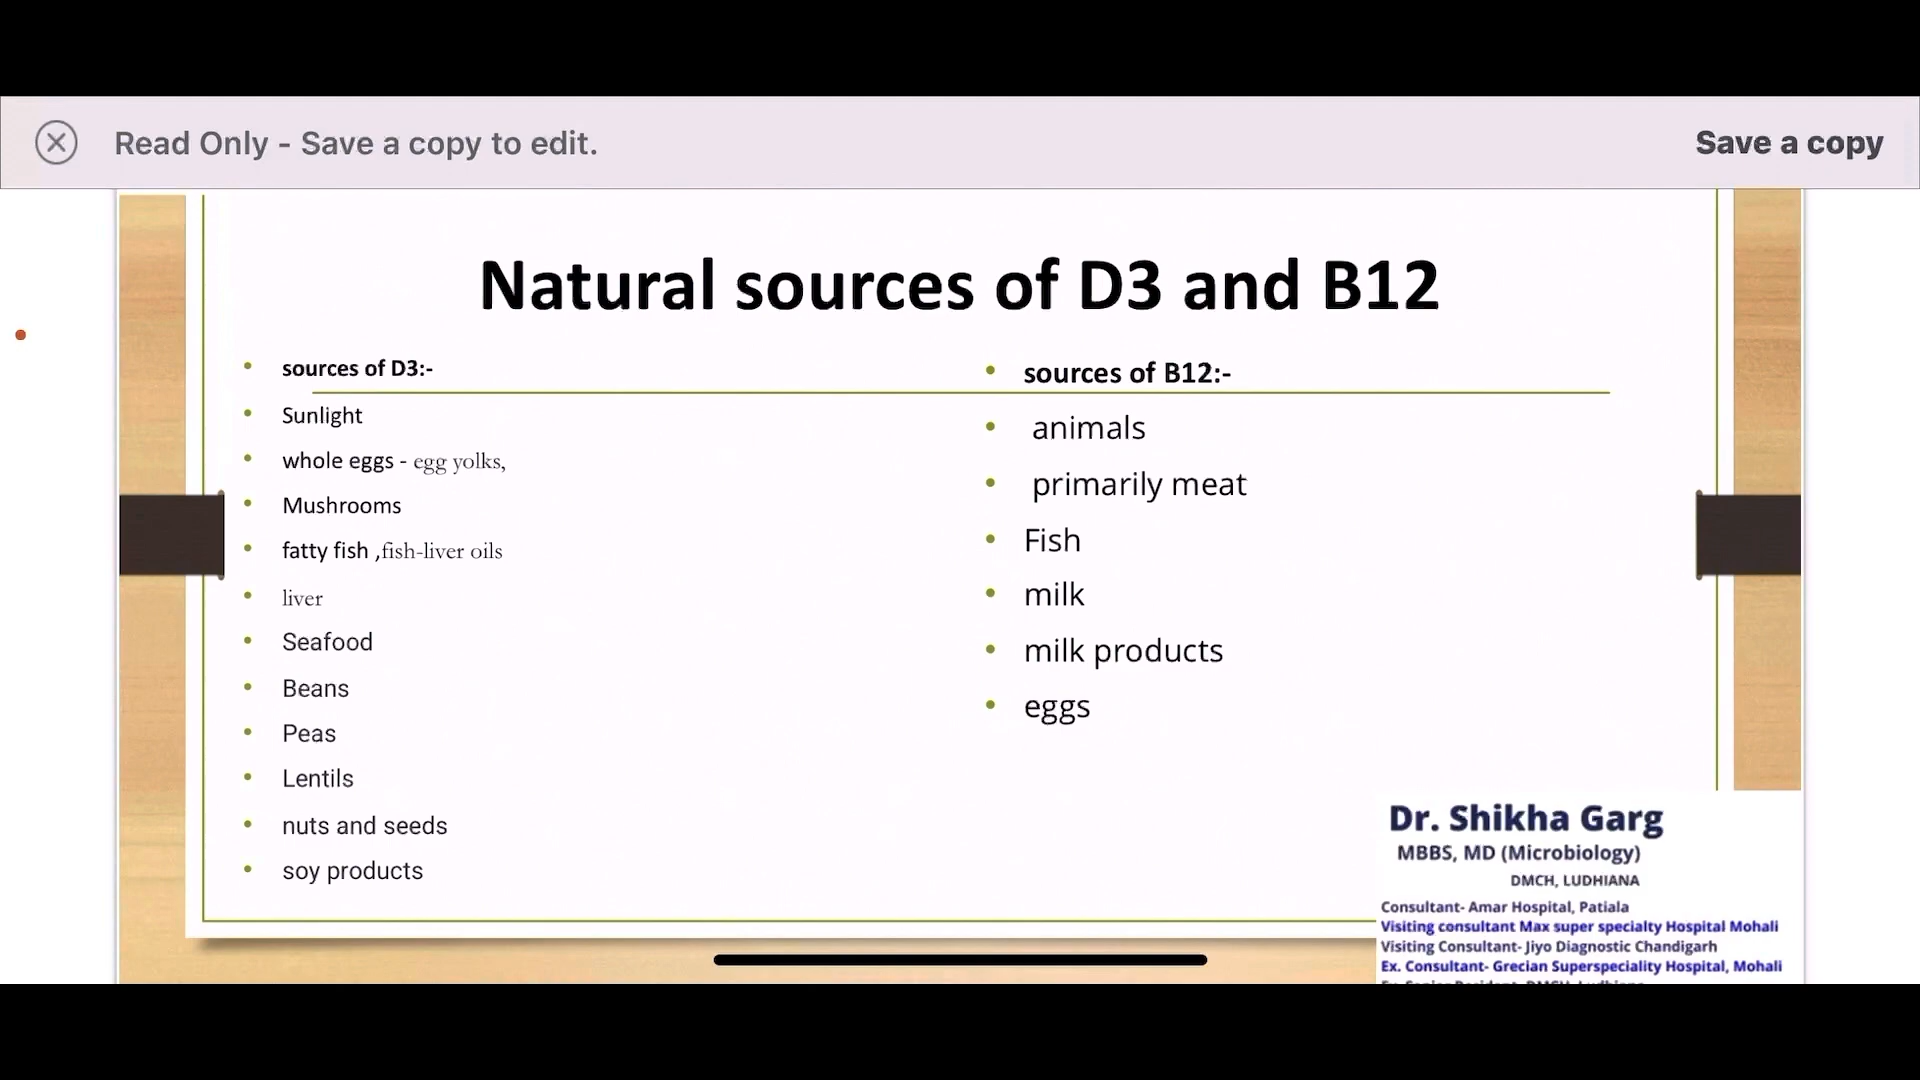 Read Only - Save a copy to edit.
Save a copy
Natural sources of D3 and B12
sources of D3:-
Sunlight
whole eggs - egg yolks,
Mushrooms
fatty fish ,fish-liver oils
liver
Seafood
Beans
Peas
Lentils
nuts and seeds
soy products
sources of B12:-
animals
primarily meat
Fish
milk
milk products
eggs
Dr. Shikha Garg
MBBS, MD (Microbiology)
DMCH, LUDHIANA
Consultant- Amar Hospital, Patiala
Visiting consultant Max super specialty Hospital Mohali
Visiting Consultant- Jiyo Diagnostic Chandigarh
Ex. Consultant- Grecian Superspeciality Hospital, Mohali